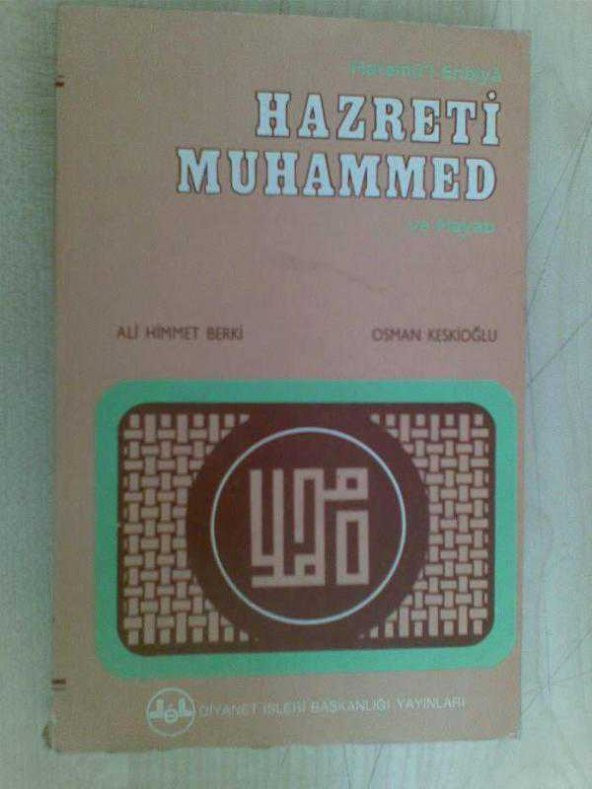 Hatemü'l-Enbiyâ
HAZRETİ
MUHAMMED
ve Hayatı
ALİ HİMMET BERKİ OSMAN KESKİOĞLU
DİYANET İŞLERİ BAŞKANLIĞI YAYINLARI